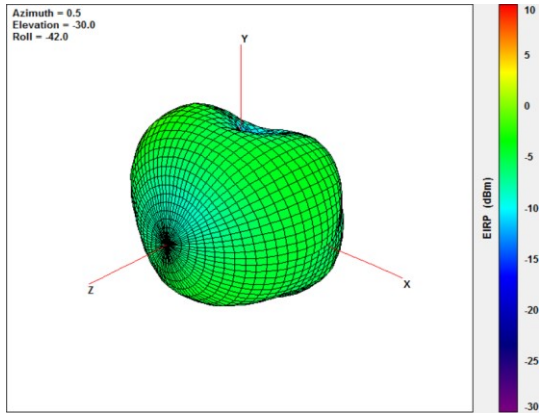 Azimuth = 0.5
Elevation = -30.0
Roll = -42.0
Y
Z
X
10
5
0
-5
-10
-15
-20
-25
-30
EIRP (dBm)